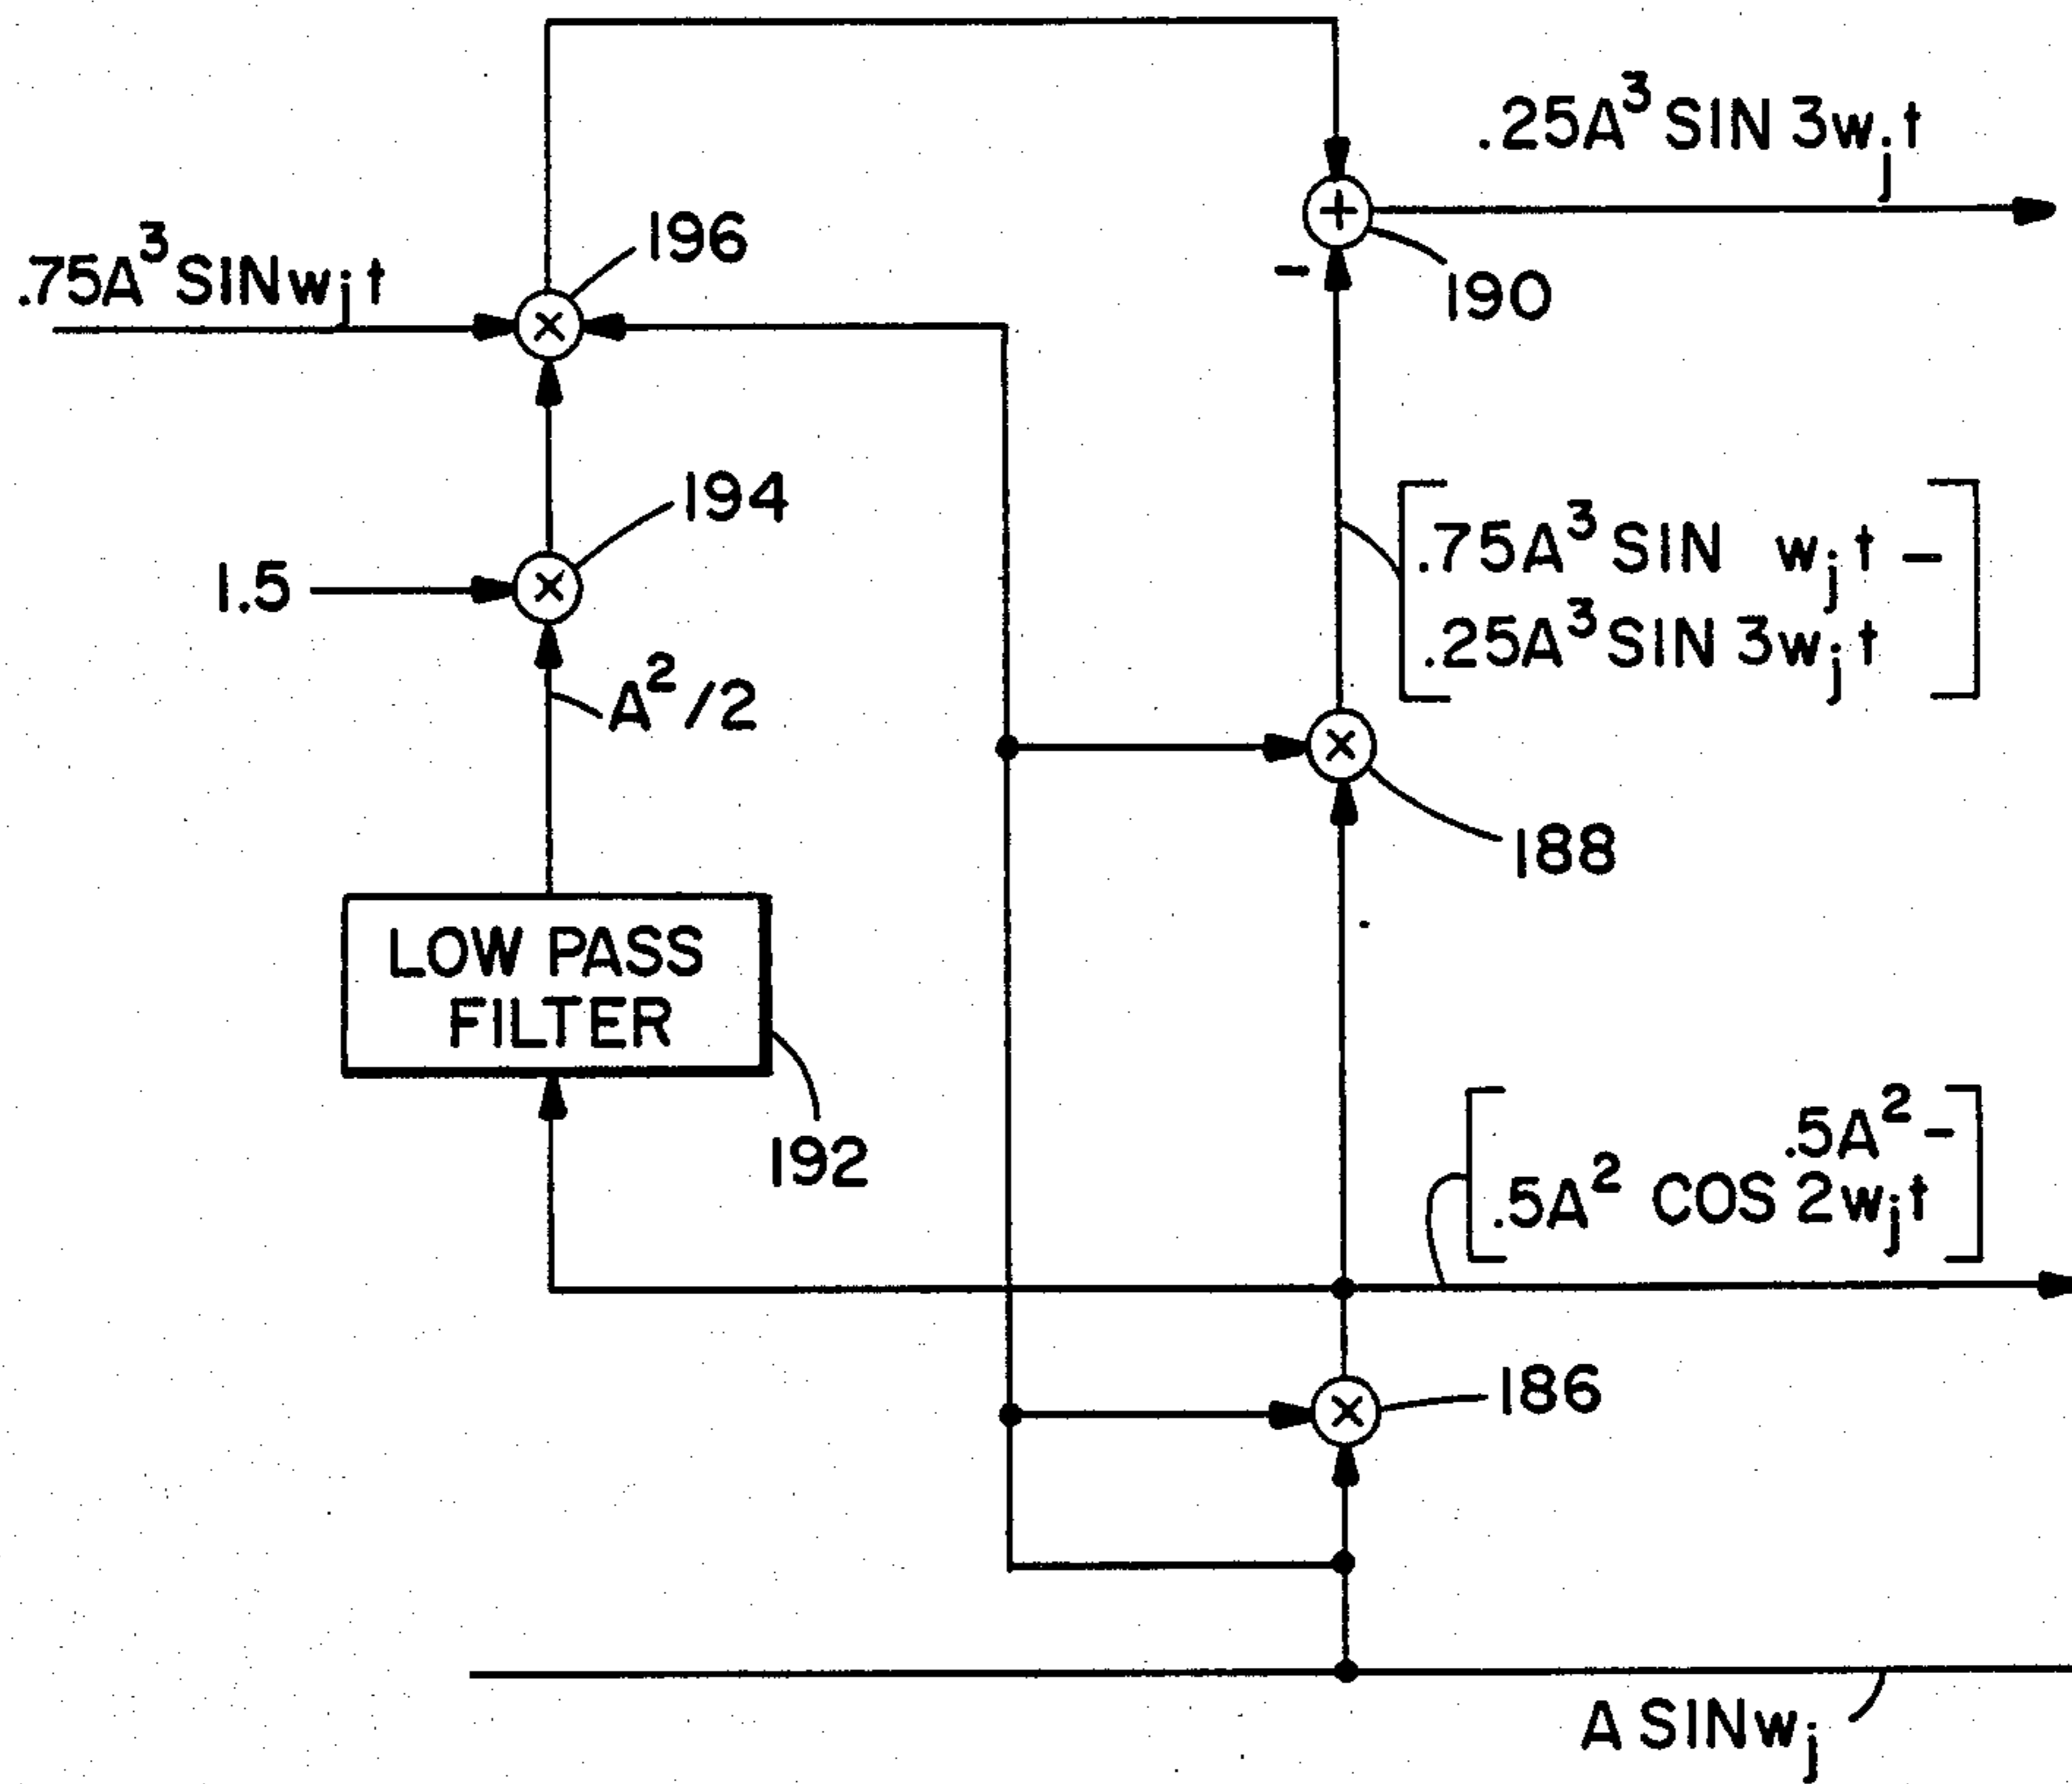 .25A³ SIN 3wⱼt
196
.75A³ SINwⱼt
+
-
190
×
194
1.5
×
.75A³ SIN wⱼt -
.25A³ SIN 3wⱼt
A²/2
×
188
LOW PASS
FILTER
192
.5A² -
.5A² COS 2wⱼt
186
×
A SINwⱼ